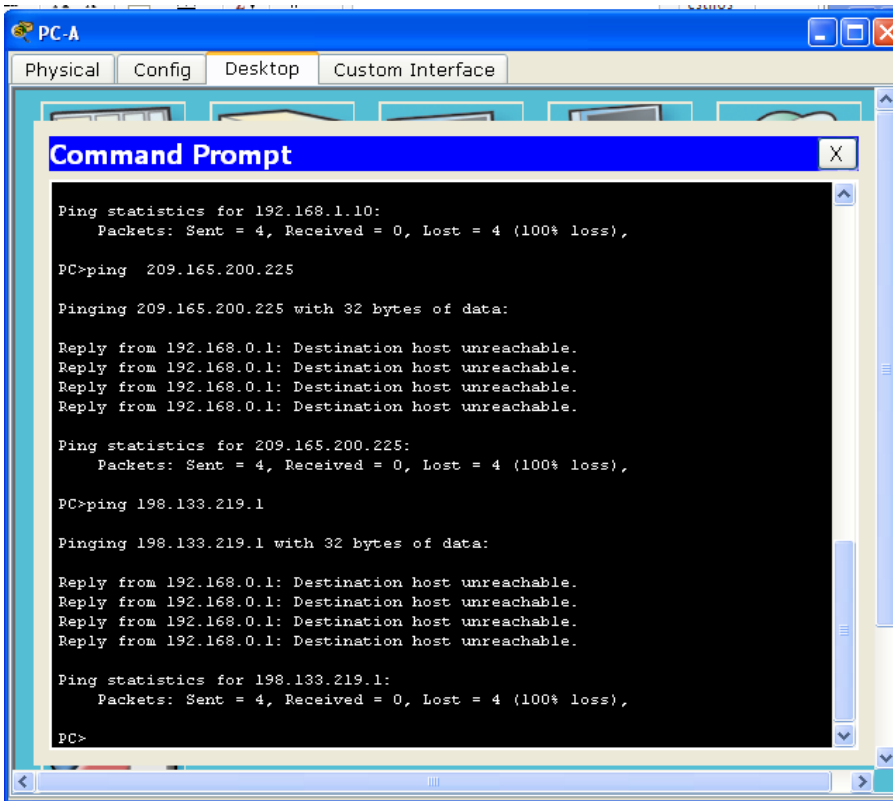 PC-A
Physical Config Desktop Custom Interface
Command Prompt
X
Ping statistics for 192.168.1.10:
Packets: Sent = 4, Received = 0, Lost = 4 (100% loss),
PC>ping 209.165.200.225
Pinging 209.165.200.225 with 32 bytes of data:
Reply from 192.168.0.1: Destination host unreachable.
Reply from 192.168.0.1: Destination host unreachable.
Reply from 192.168.0.1: Destination host unreachable.
Reply from 192.168.0.1: Destination host unreachable.
Ping statistics for 209.165.200.225:
Packets: Sent = 4, Received = 0, Lost = 4 (100% loss),
PC>ping 198.133.219.1
Pinging 198.133.219.1 with 32 bytes of data:
Reply from 192.168.0.1: Destination host unreachable.
Reply from 192.168.0.1: Destination host unreachable.
Reply from 192.168.0.1: Destination host unreachable.
Reply from 192.168.0.1: Destination host unreachable.
Ping statistics for 198.133.219.1:
Packets: Sent = 4, Received = 0, Lost = 4 (100% loss),
PC>